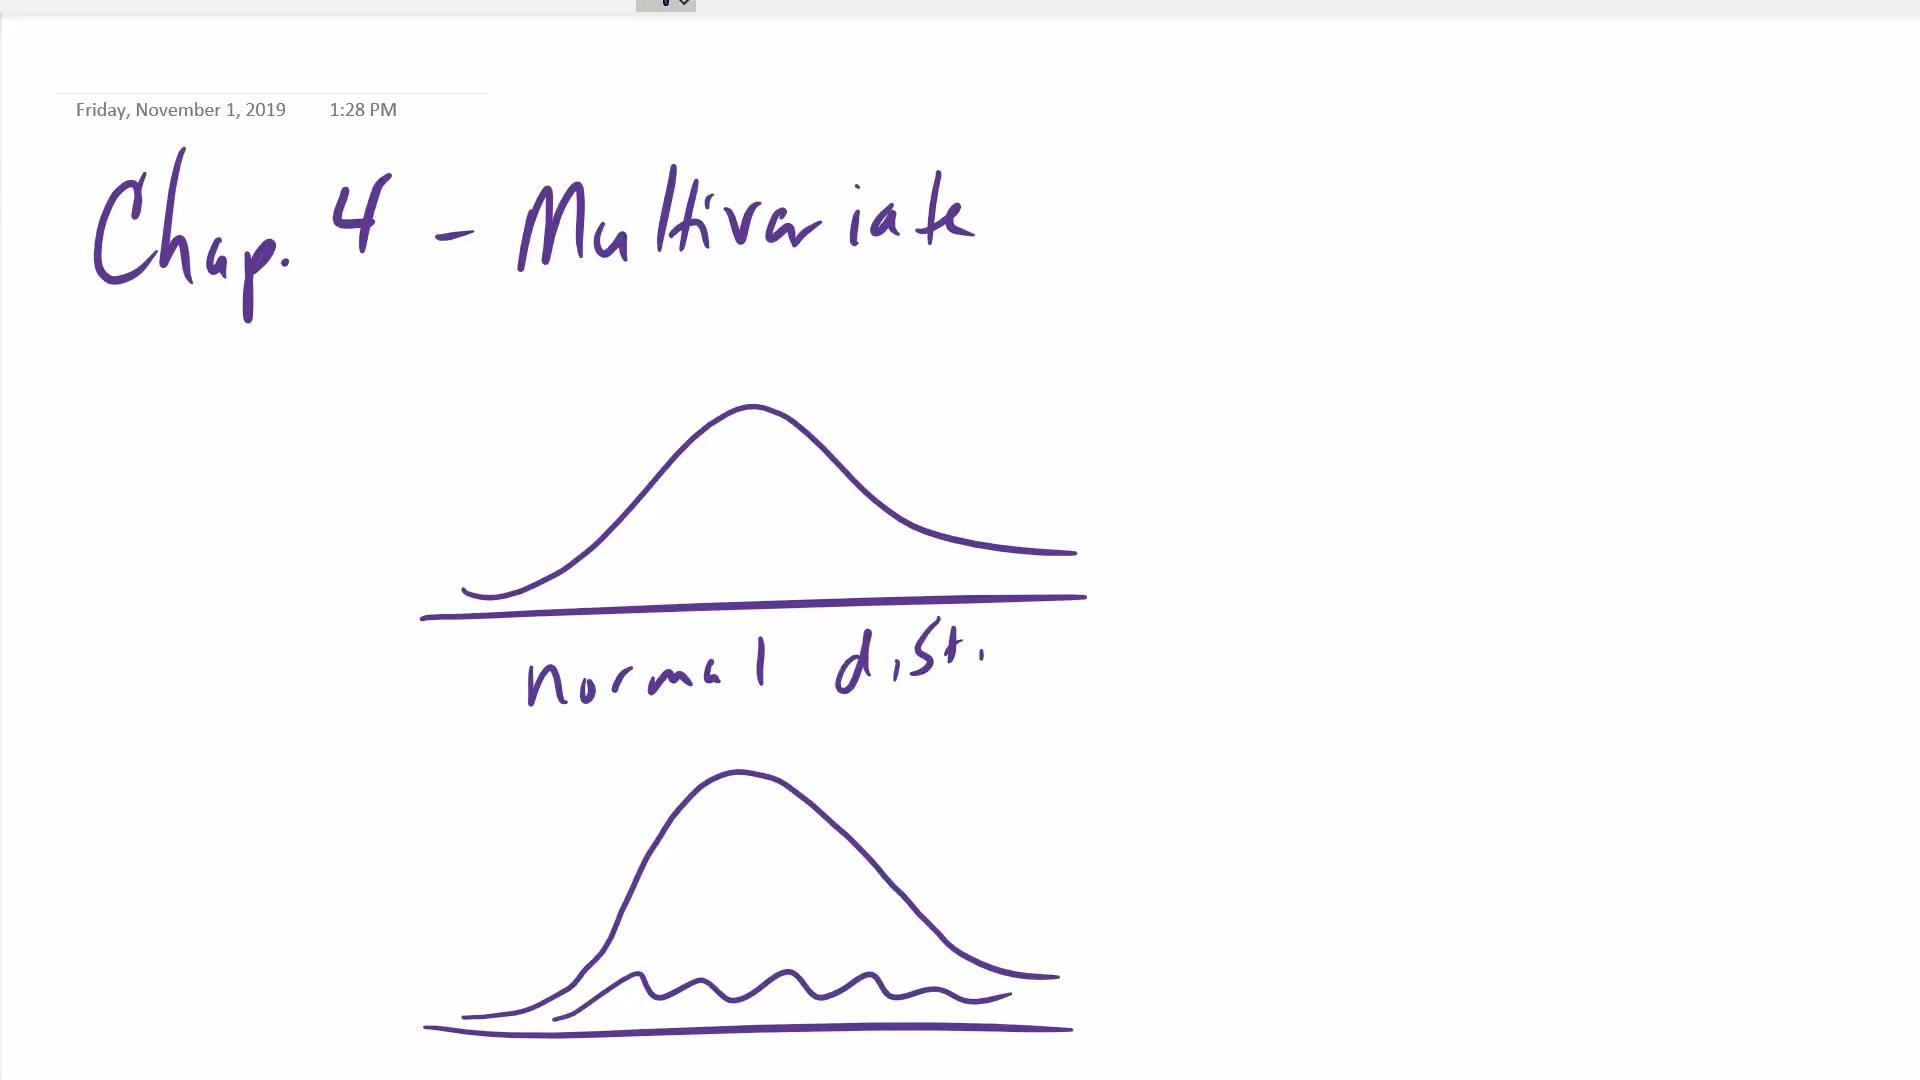 Friday, November 1, 2019 1:28 PM
Chap. 4 - Multivariate
normal dist.